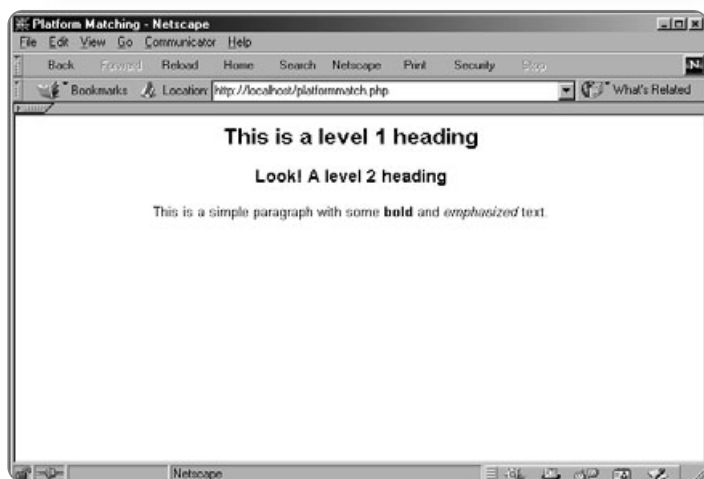 Platform Matching - Netscape
File Edit View Go Communicator Help
Back Forward Reload Home Search Netscape Print Security Stop
N
Bookmarks Location: http://localhost/platformmatch.php What's Related
This is a level 1 heading
Look! A level 2 heading
This is a simple paragraph with some bold and emphasized text.
Netscape